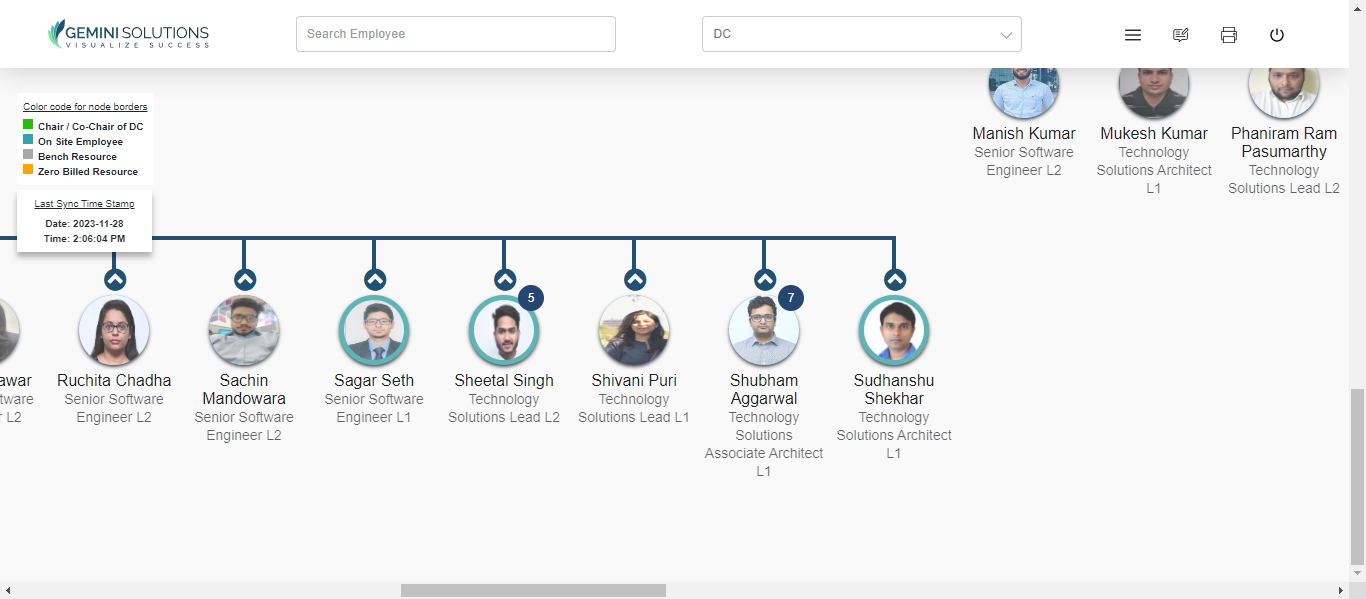 GEMINI SOLUTIONS
VISUALIZE SUCCESS
Search Employee
DC
Color code for node borders
Chair / Co-Chair of DC
On Site Employee
Bench Resource
Zero Billed Resource
Last Sync Time Stamp
Date: 2023-11-28
Time: 2:06:04 PM
Manish Kumar
Senior Software
Engineer L2
Mukesh Kumar
Technology
Solutions Architect
L1
Phaniram Ram
Pasumarthy
Technology
Solutions Lead L2
awar
tware
r L2
Ruchita Chadha
Senior Software
Engineer L2
Sachin
Mandowara
Senior Software
Engineer L2
Sagar Seth
Senior Software
Engineer L1
5
Sheetal Singh
Technology
Solutions Lead L2
Shivani Puri
Technology
Solutions Lead L1
7
Shubham
Aggarwal
Technology
Solutions
Associate Architect
L1
Sudhanshu
Shekhar
Technology
Solutions Architect
L1